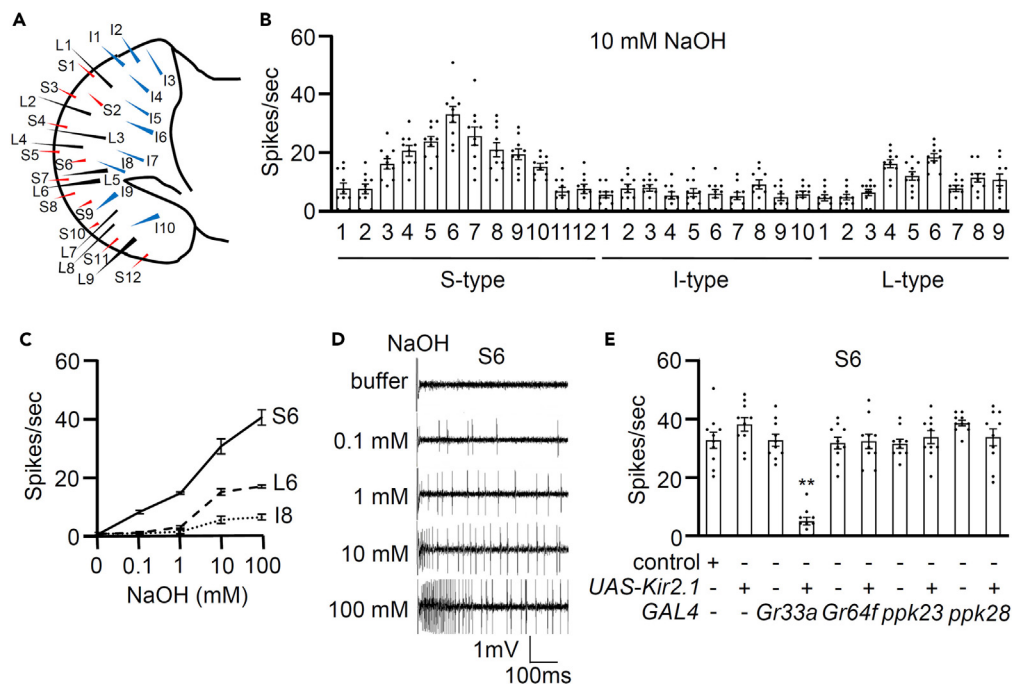 A
L1
I1
I2
S1
I3
S3
I4
L2
S2
I5
S4
L3
I6
L4
S5
S6
I8
I7
S7
L5
L6
I9
S8
S9
S10
I10
L7
L8
S11
L9
S12
B
10 mM NaOH
Spikes/sec
60
40
20
0
1 2 3 4 5 6 7 8 9 10 11 12 1 2 3 4 5 6 7 8 9 10 1 2 3 4 5 6 7 8 9
S-type I-type L-type
C
Spikes/sec
60
40
20
0
S6
L6
I8
0 0.1 1 10 100
NaOH (mM)
D
NaOH S6
buffer
0.1 mM
1 mM
10 mM
100 mM
1mV
100ms
E
S6
Spikes/sec
60
40
20
0
**
control + - - - - - - - - -
UAS-Kir2.1 - + - + - + - + - +
GAL4 - - Gr33a Gr64f ppk23 ppk28